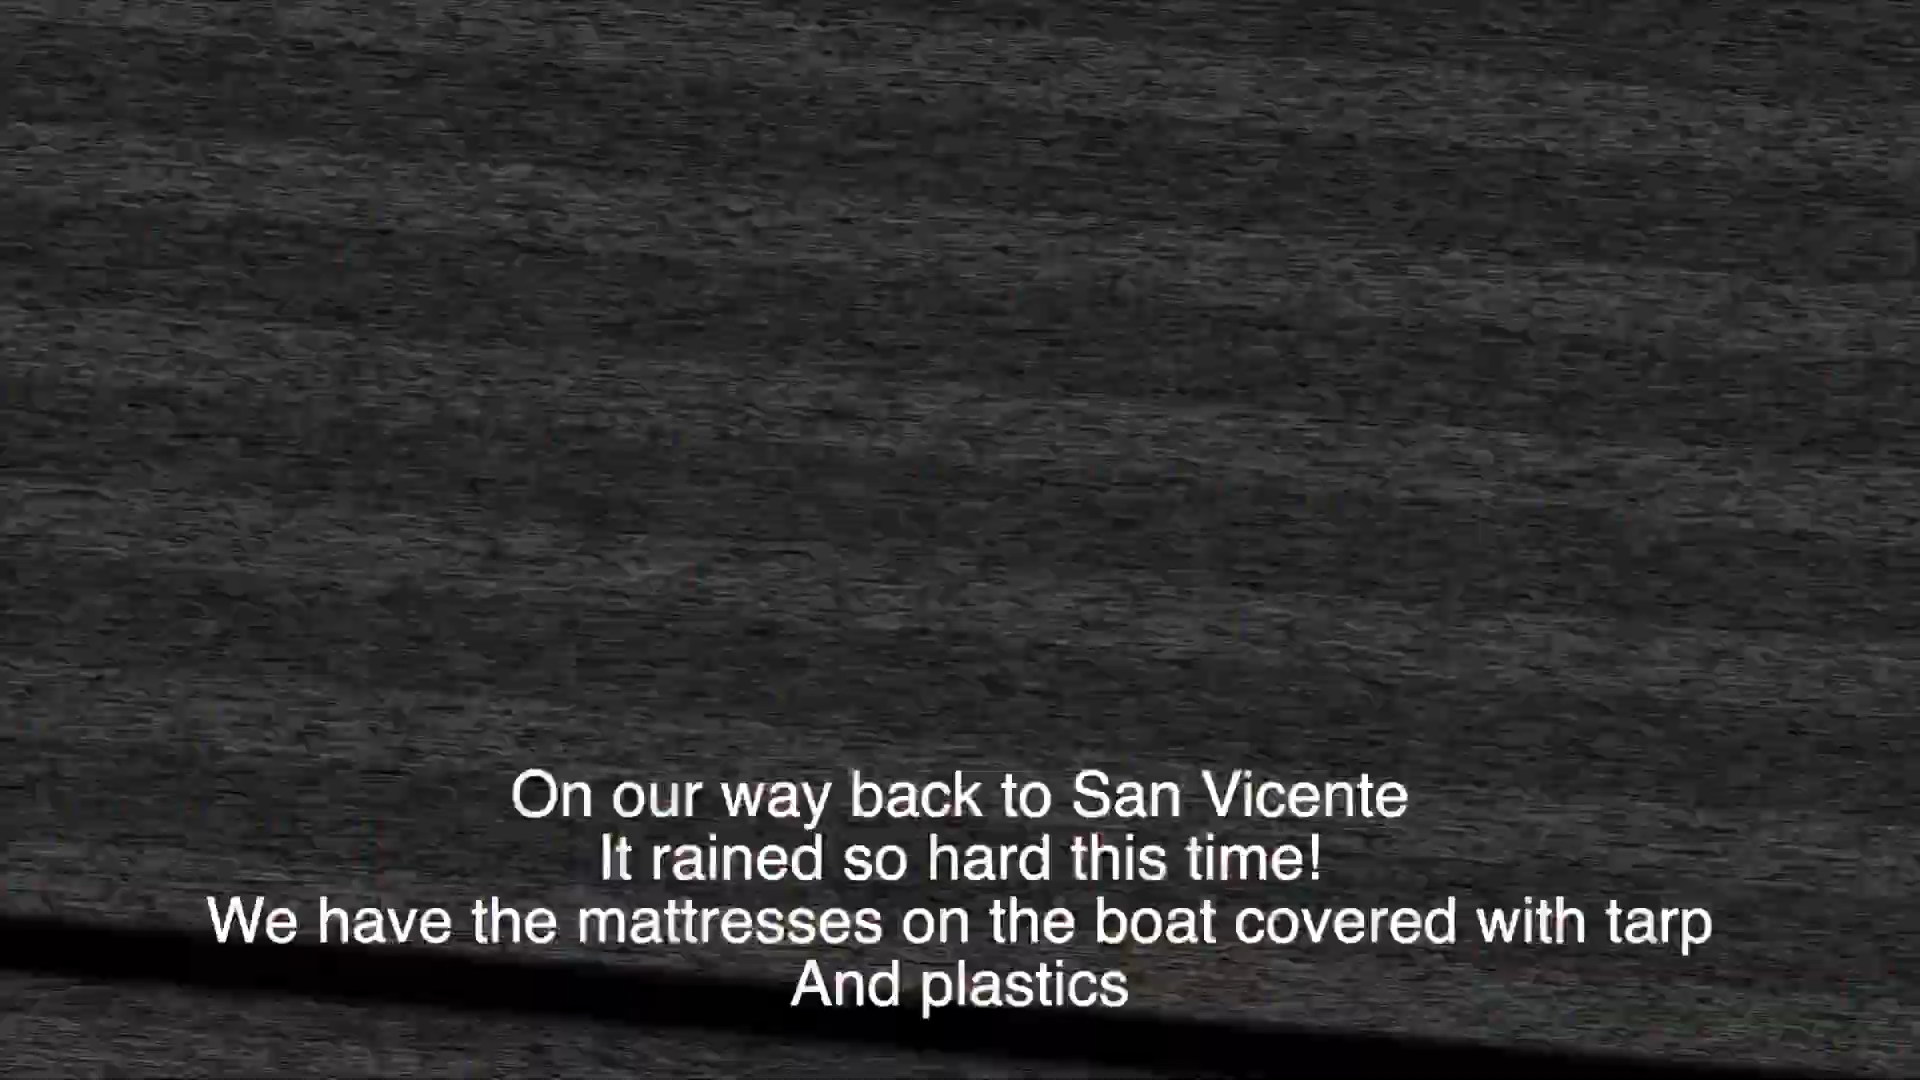 On our way back to San Vicente
It rained so hard this time!
We have the mattresses on the boat covered with tarp
And plastics